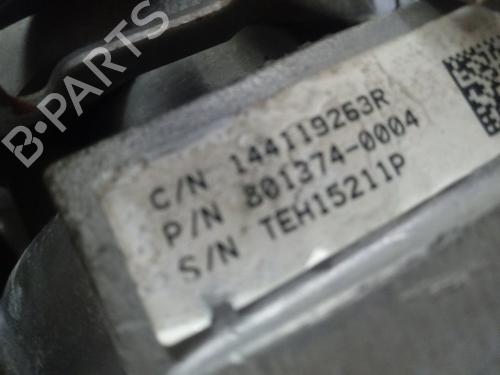 B-PARTS
C/N 144119263R
P/N 801374-0004
S/N TEH15211P